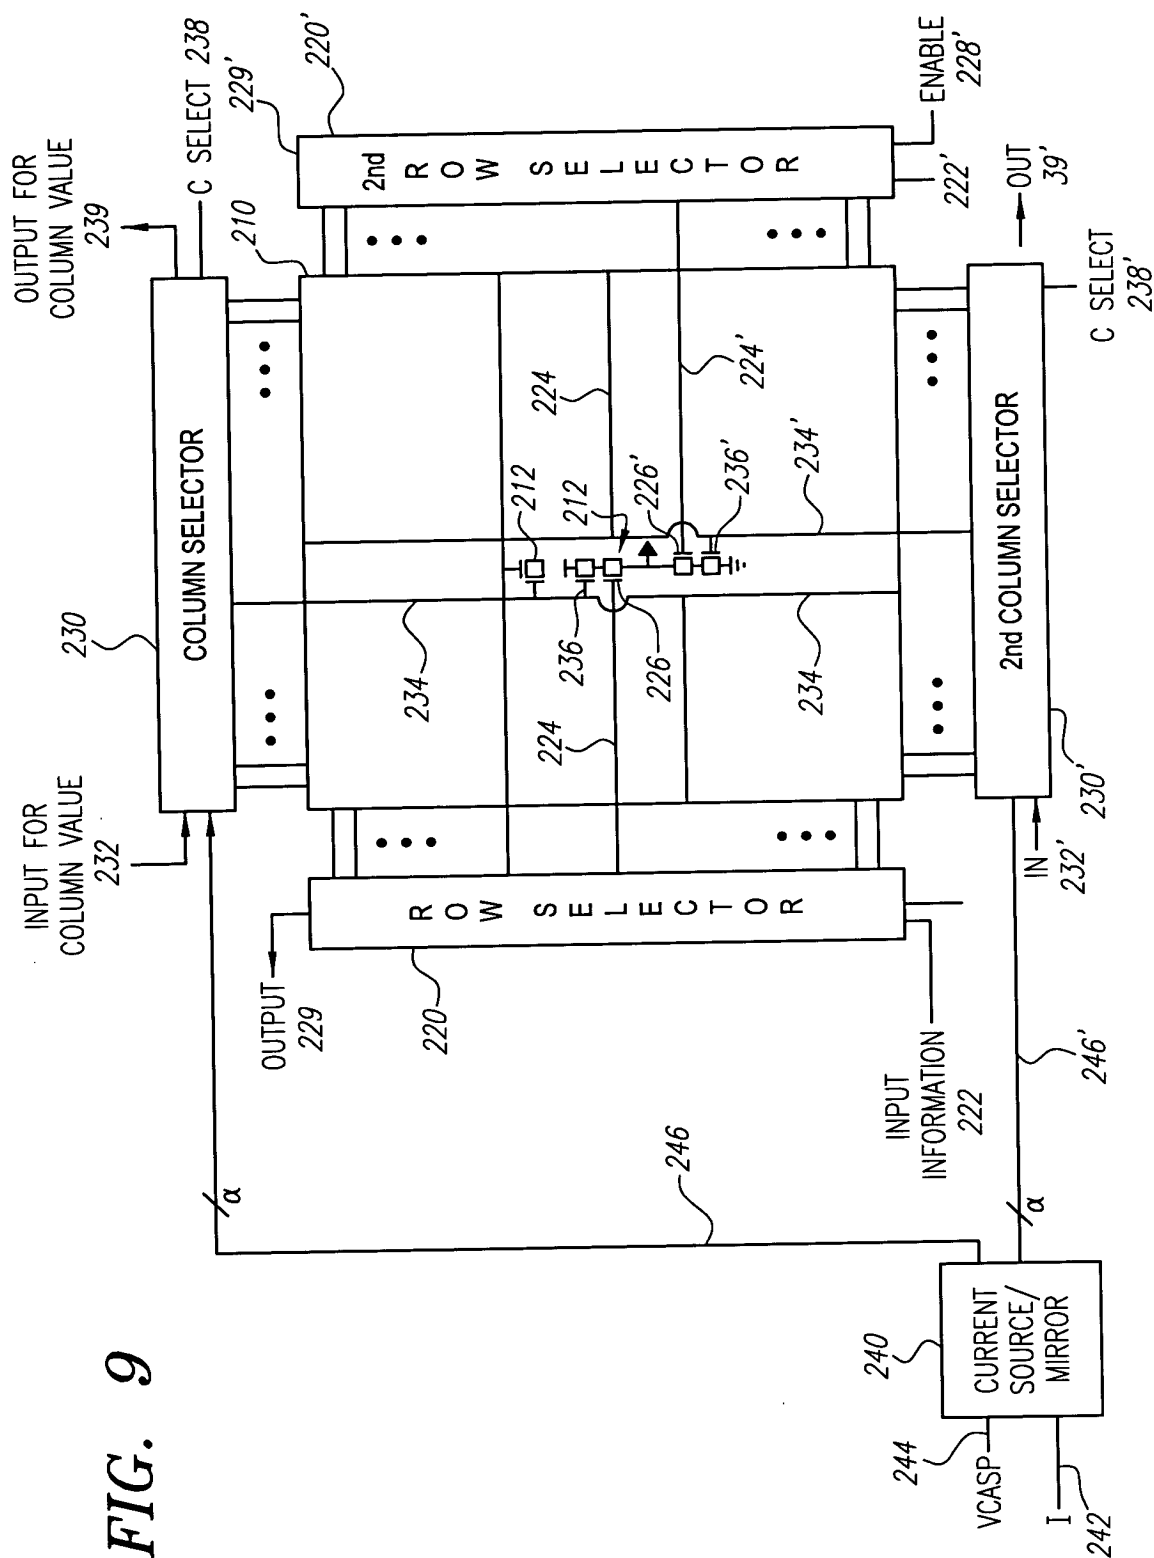 FIG. 9
INPUT FOR
COLUMN VALUE
232
230
COLUMN SELECTOR
OUTPUT FOR
COLUMN VALUE
239
C SELECT 238
229'
220'
210
2nd
ROW SELECTOR
ENABLE
228'
222'
OUTPUT
229
220
ROW SELECTOR
INPUT
INFORMATION
222
234
224
236
226
212
212
226'
236'
224
224'
234'
234
2nd COLUMN SELECTOR
230'
IN
232'
OUT
39'
C SELECT
238'
α
246
α
246'
240
CURRENT
SOURCE/
MIRROR
244
VCASP
I
242